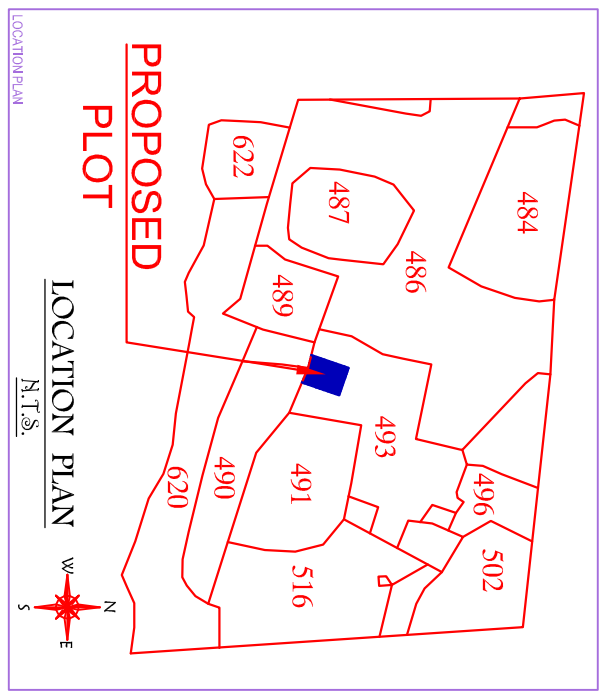 LOCATION PLAN
PROPOSED
PLOT
622
487
484
486
489
493
496
491
490
620
502
516
LOCATION PLAN
N.T.S.
W
N
S
E